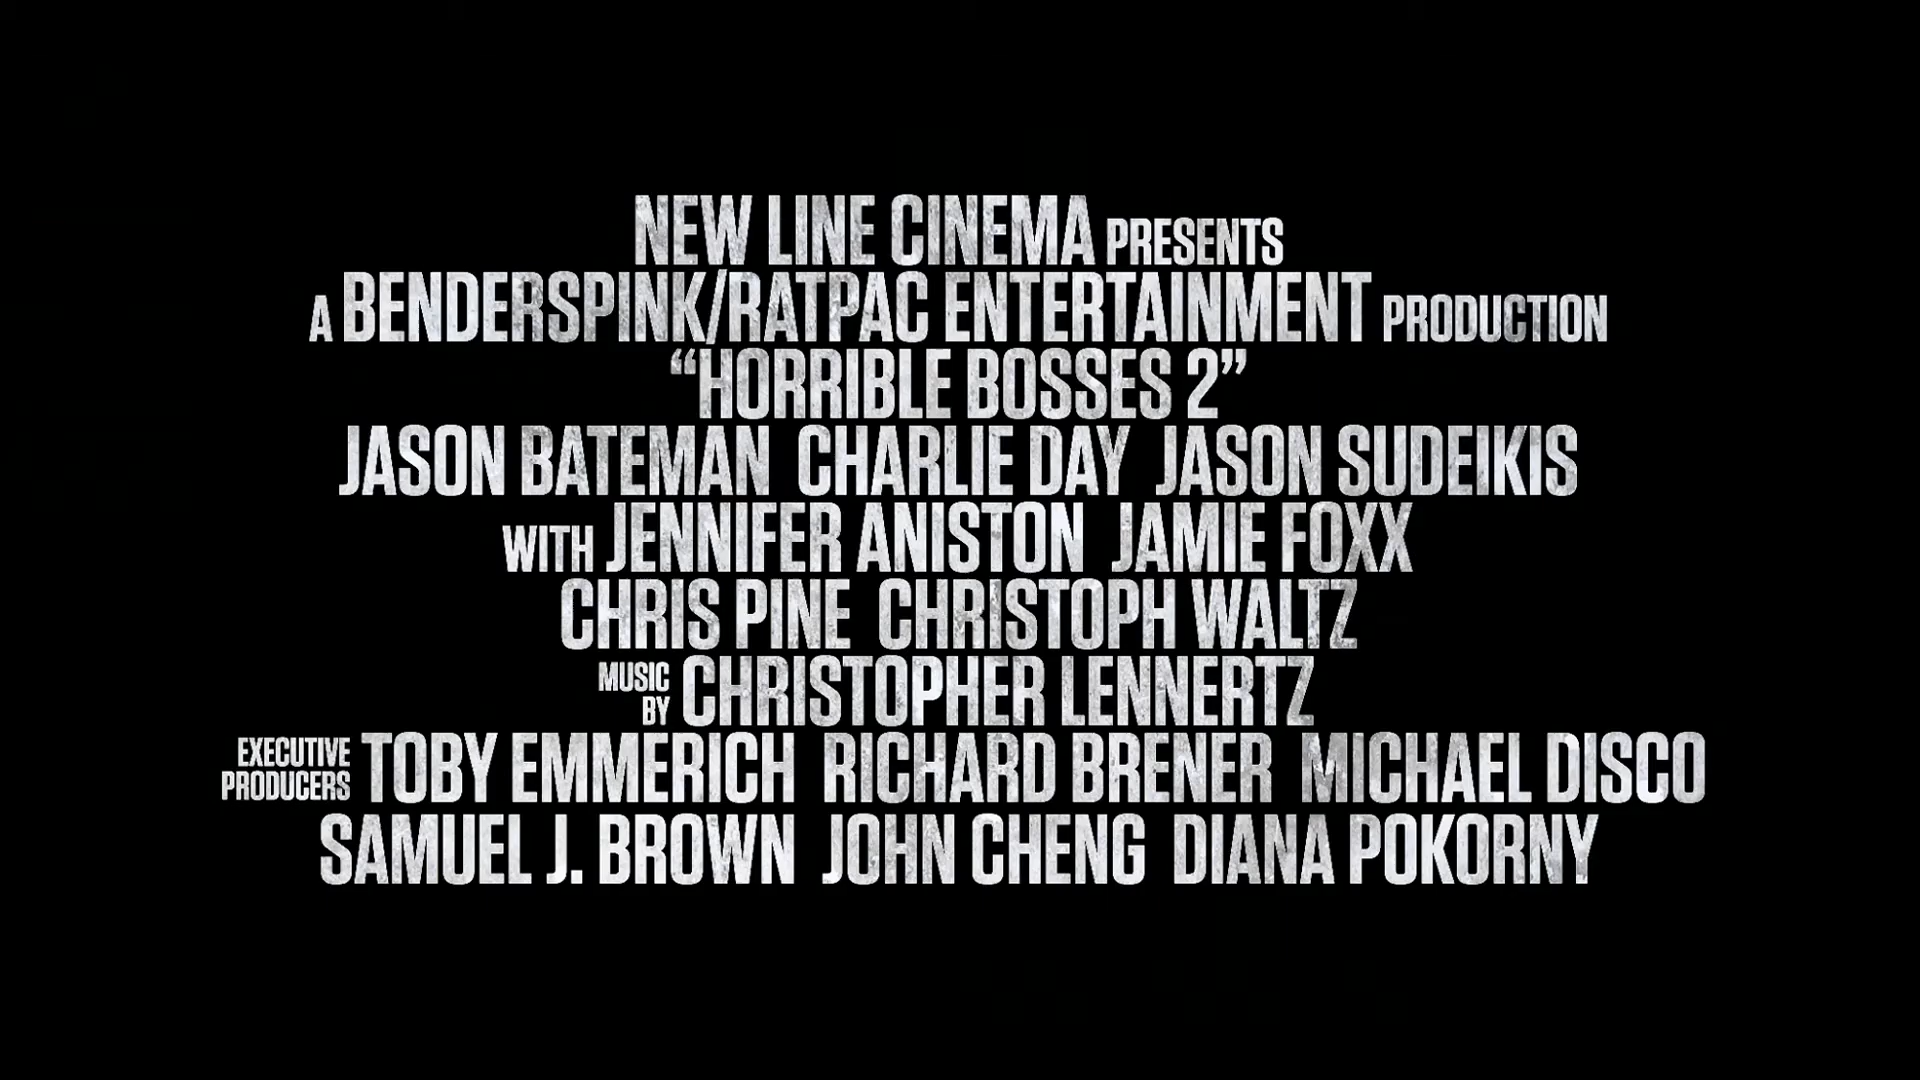 NEW LINE CINEMA PRESENTS
A BENDERSPINK/RATPAC ENTERTAINMENT PRODUCTION
“HORRIBLE BOSSES 2”
JASON BATEMAN CHARLIE DAY JASON SUDEIKIS
WITH JENNIFER ANISTON JAMIE FOXX
CHRIS PINE CHRISTOPH WALTZ
MUSIC BY CHRISTOPHER LENNERTZ
EXECUTIVE PRODUCERS TOBY EMMERICH RICHARD BRENER MICHAEL DISCO
SAMUEL J. BROWN JOHN CHENG DIANA POKORNY